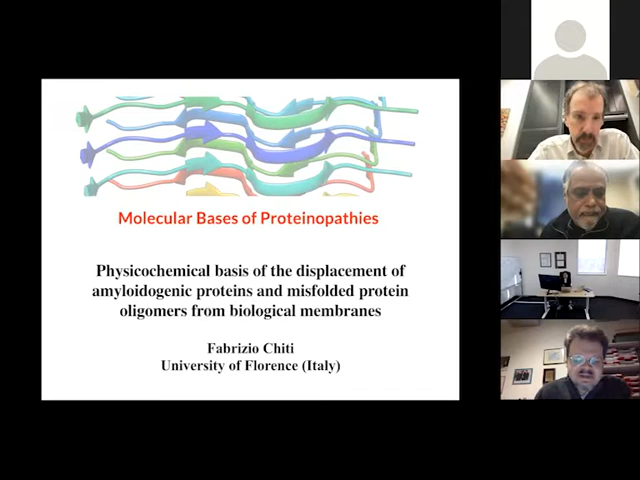 Molecular Bases of Proteinopathies
Physicochemical basis of the displacement of
amyloidogenic proteins and misfolded protein
oligomers from biological membranes
Fabrizio Chiti
University of Florence (Italy)